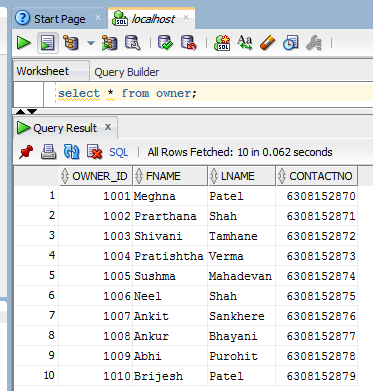 Start Page localhost
Worksheet Query Builder
select * from owner;
Query Result x
SQL | All Rows Fetched: 10 in 0.062 seconds
OWNER_ID FNAME LNAME CONTACTNO
1 1001 Meghna Patel 6308152870
2 1002 Prarthana Shah 6308152871
3 1003 Shivani Tamhane 6308152872
4 1004 Pratishtha Verma 6308152873
5 1005 Sushma Mahadevan 6308152874
6 1006 Neel Shah 6308152875
7 1007 Ankit Sankhere 6308152876
8 1008 Ankur Bhayani 6308152877
9 1009 Abhi Purohit 6308152878
10 1010 Brijesh Patel 6308152879